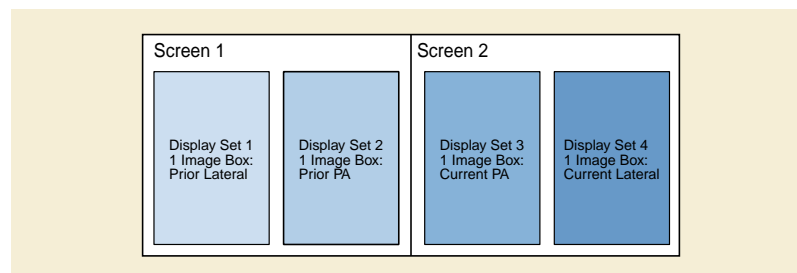 Screen 1
Display Set 1
1 Image Box:
Prior Lateral
Display Set 2
1 Image Box:
Prior PA
Screen 2
Display Set 3
1 Image Box:
Current PA
Display Set 4
1 Image Box:
Current Lateral